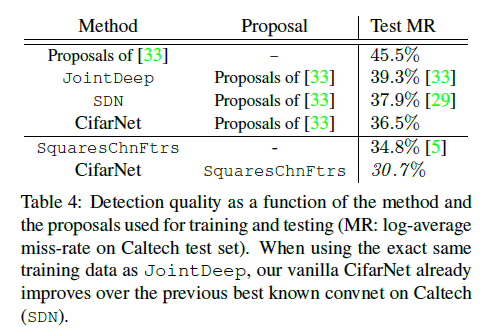 Method Proposal Test MR
Proposals of [33] – 45.5%
JointDeep Proposals of [33] 39.3% [33]
SDN Proposals of [33] 37.9% [29]
CifarNet Proposals of [33] 36.5%
SquaresChnFtrs - 34.8% [5]
CifarNet SquaresChnFtrs 30.7%
Table 4: Detection quality as a function of the method and
the proposals used for training and testing (MR: log-average
miss-rate on Caltech test set). When using the exact same
training data as JointDeep, our vanilla CifarNet already
improves over the previous best known convnet on Caltech
(SDN).